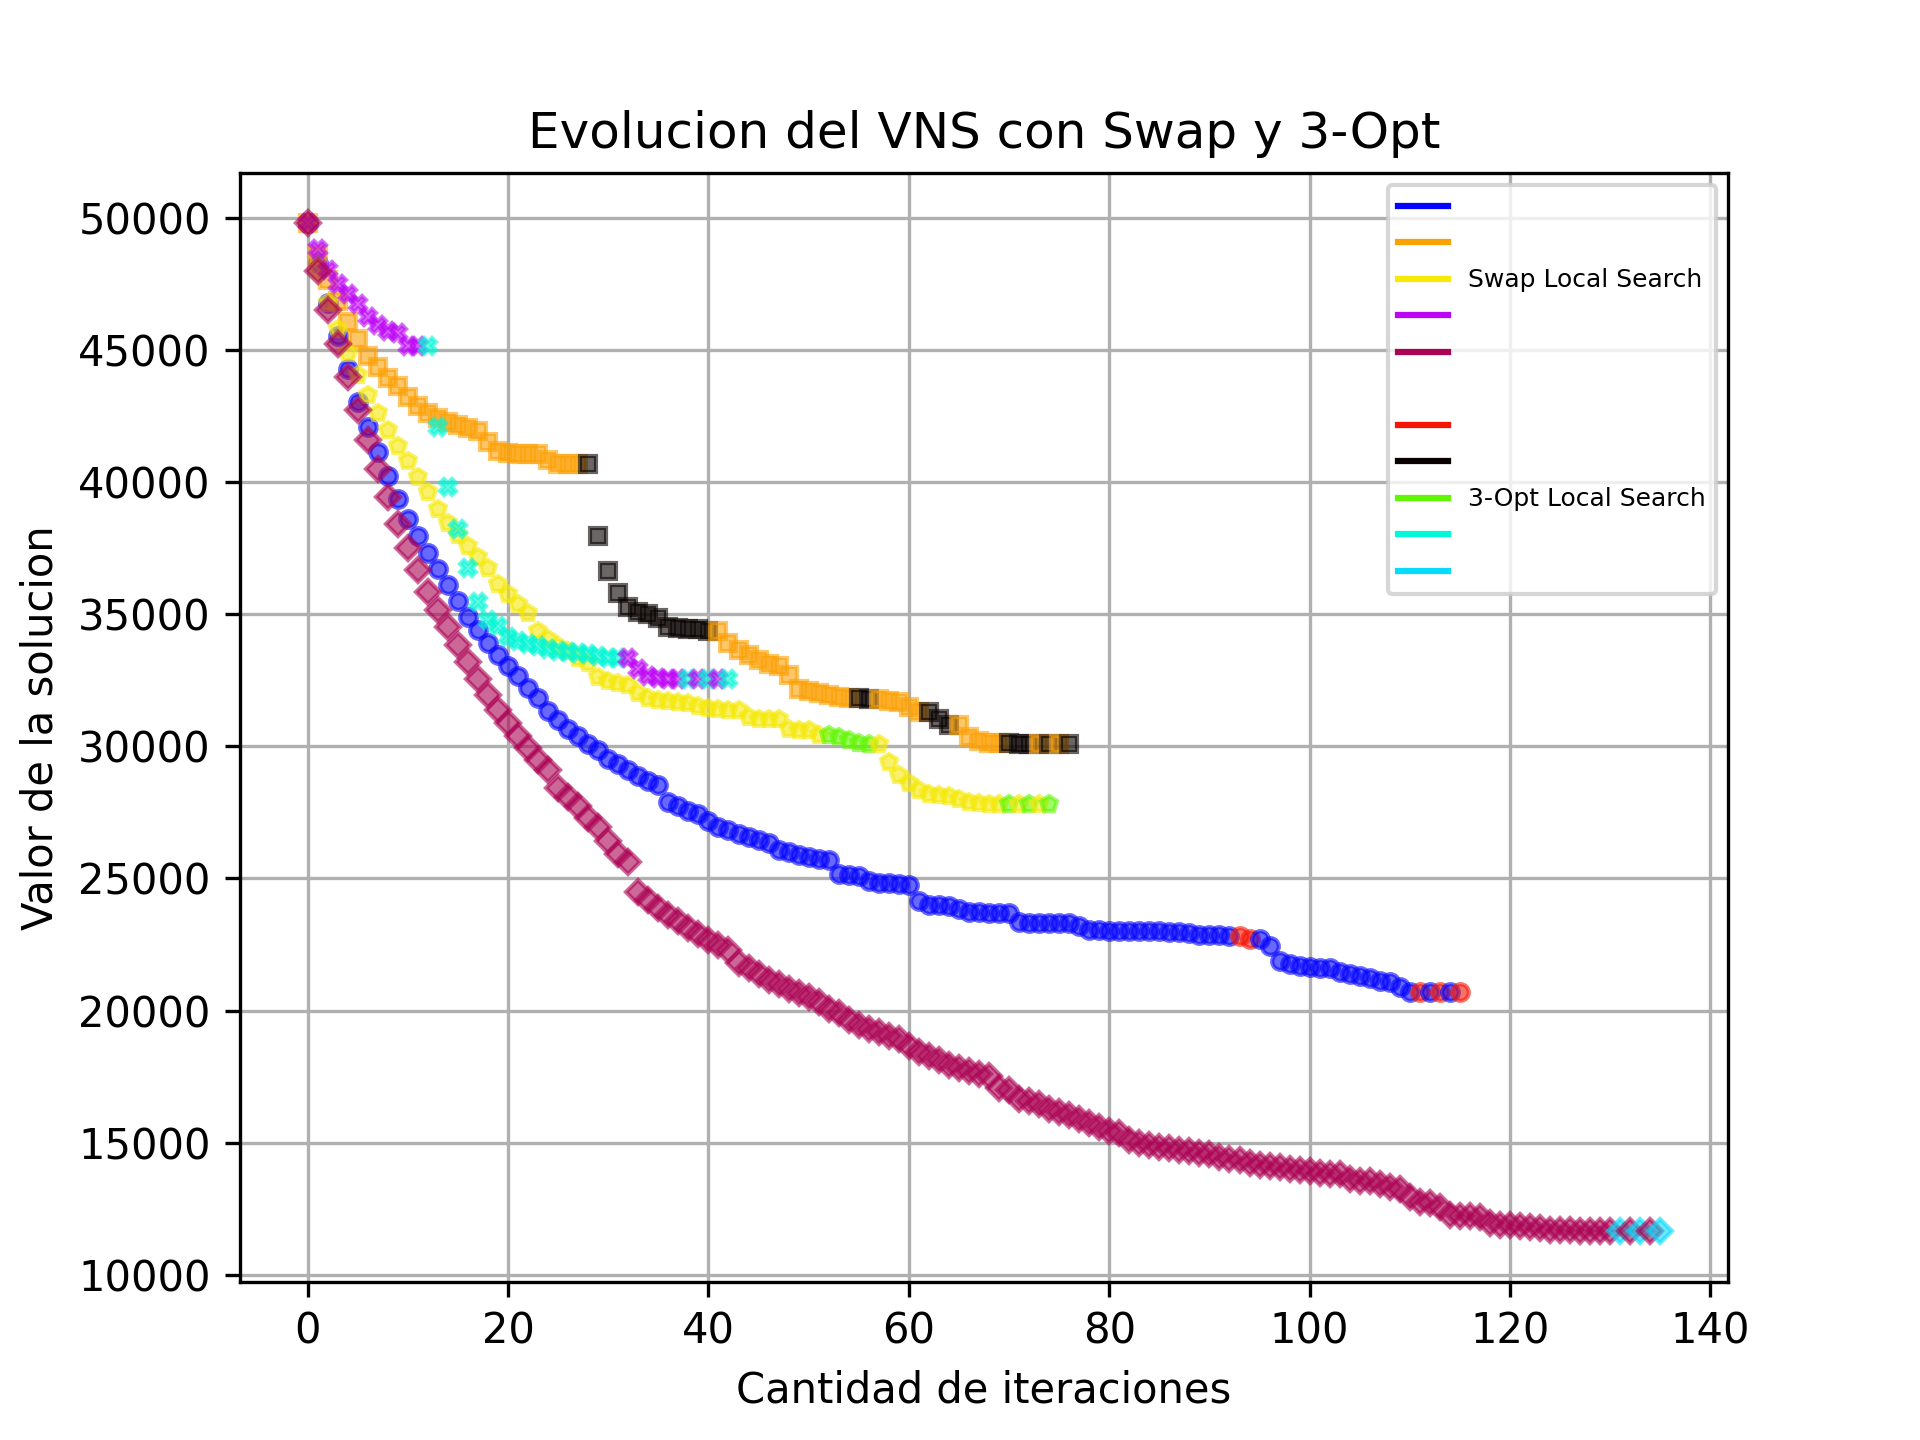 Evolucion del VNS con Swap y 3-Opt
Valor de la solucion
50000
45000
40000
35000
30000
25000
20000
15000
10000
Swap Local Search
3-Opt Local Search
0 20 40 60 80 100 120 140
Cantidad de iteraciones